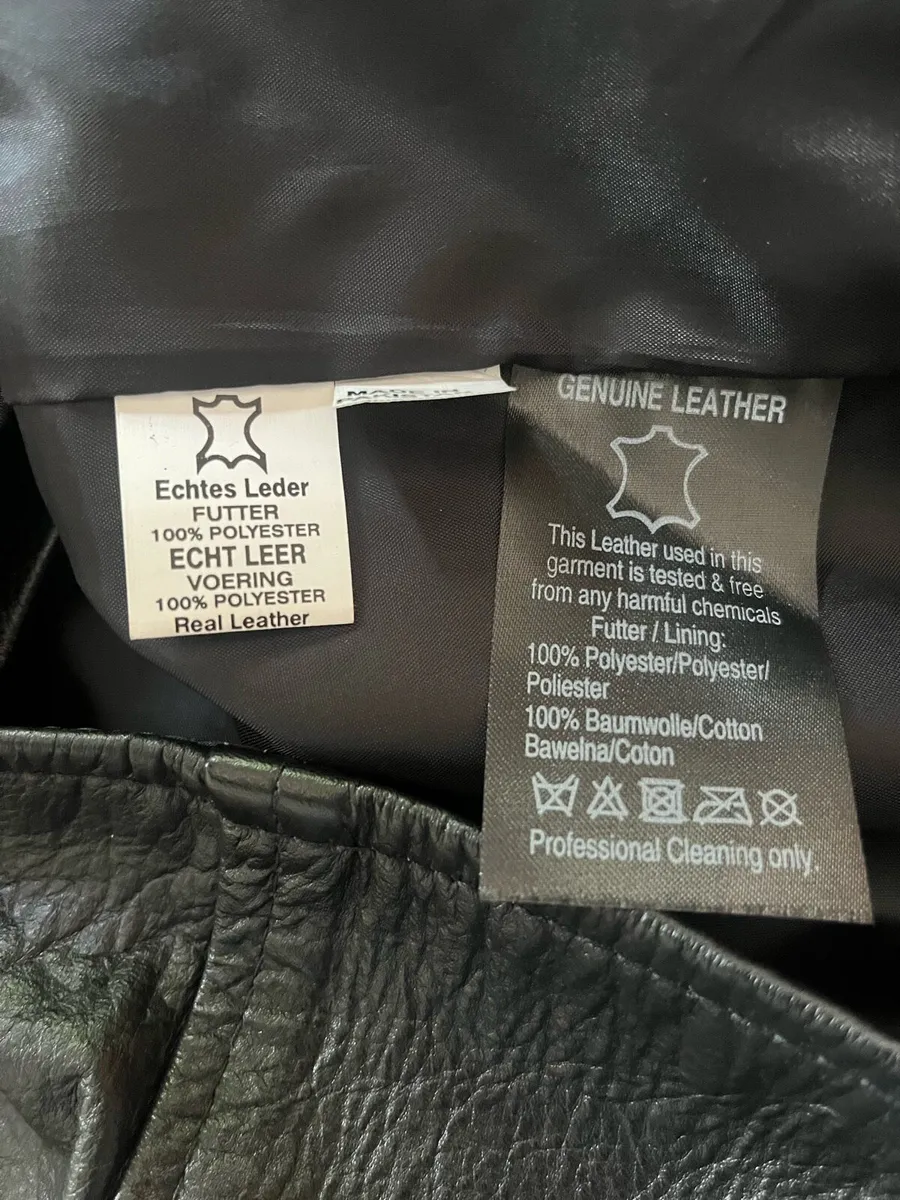 Echtes Leder
FUTTER
100% POLYESTER
ECHT LEER
VOERING
100% POLYESTER
Real Leather
MADE IN
GENUINE LEATHER
This Leather used in this
garment is tested & free
from any harmful chemicals
Futter / Lining:
100% Polyester/Polyester/
Poliester
100% Baumwolle/Cotton
Bawelna/Coton
Professional Cleaning only.